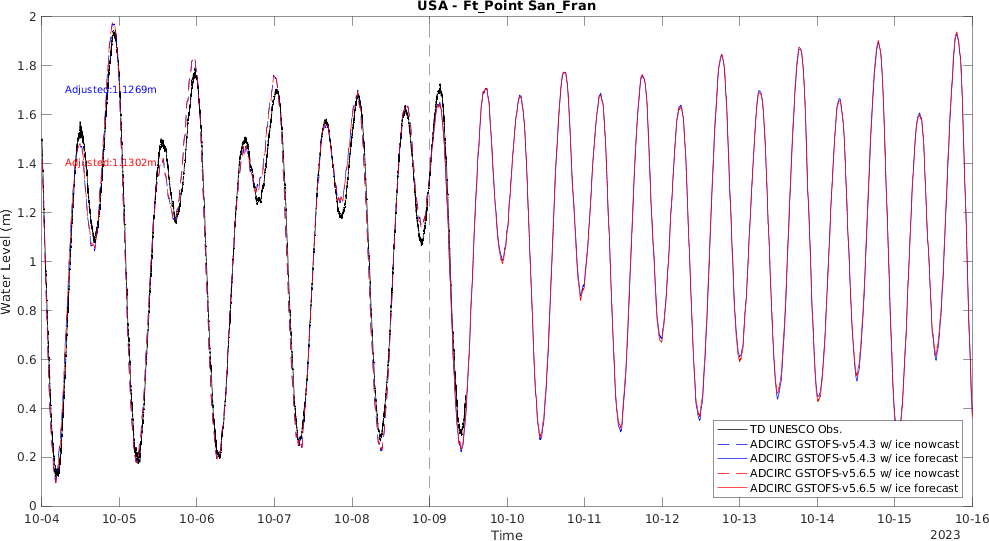 USA - Ft_Point San_Fran
Water Level (m)
2
1.8
1.6
1.4
1.2
1
0.8
0.6
0.4
0.2
0
Adjusted:1.1269m
Adjusted:1.1302m
TD UNESCO Obs.
ADCIRC GSTOFS-v5.4.3 w/ ice nowcast
ADCIRC GSTOFS-v5.4.3 w/ ice forecast
ADCIRC GSTOFS-v5.6.5 w/ ice nowcast
ADCIRC GSTOFS-v5.6.5 w/ ice forecast
10-04 10-05 10-06 10-07 10-08 10-09 10-10 10-11 10-12 10-13 10-14 10-15 10-16
Time
2023